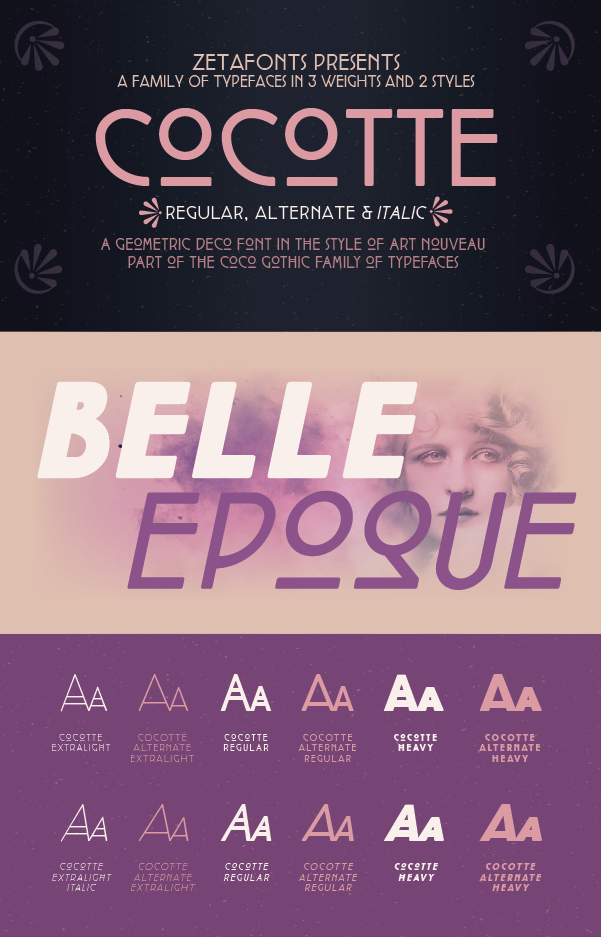 ZETAFONTS PRESENTS
A FAMILY OF TYPEFACES IN 3 WEIGHTS AND 2 STYLES
COCOTTE
REGULAR, ALTERNATE & ITALIC
A GEOMETRIC DECO FONT IN THE STYLE OF ART NOUVEAU
PART OF THE COCO GOTHIC FAMILY OF TYPEFACES
BELLE
EPOQUE
AA AA AA AA AA AA
COCOTTE EXTRALIGHT
COCOTTE ALTERNATE EXTRALIGHT
COCOTTE REGULAR
COCOTTE ALTERNATE REGULAR
COCOTTE HEAVY
COCOTTE ALTERNATE HEAVY
AA AA AA AA AA AA
COCOTTE EXTRALIGHT ITALIC
COCOTTE ALTERNATE EXTRALIGHT
COCOTTE REGULAR
COCOTTE ALTERNATE REGULAR
COCOTTE HEAVY
COCOTTE ALTERNATE HEAVY